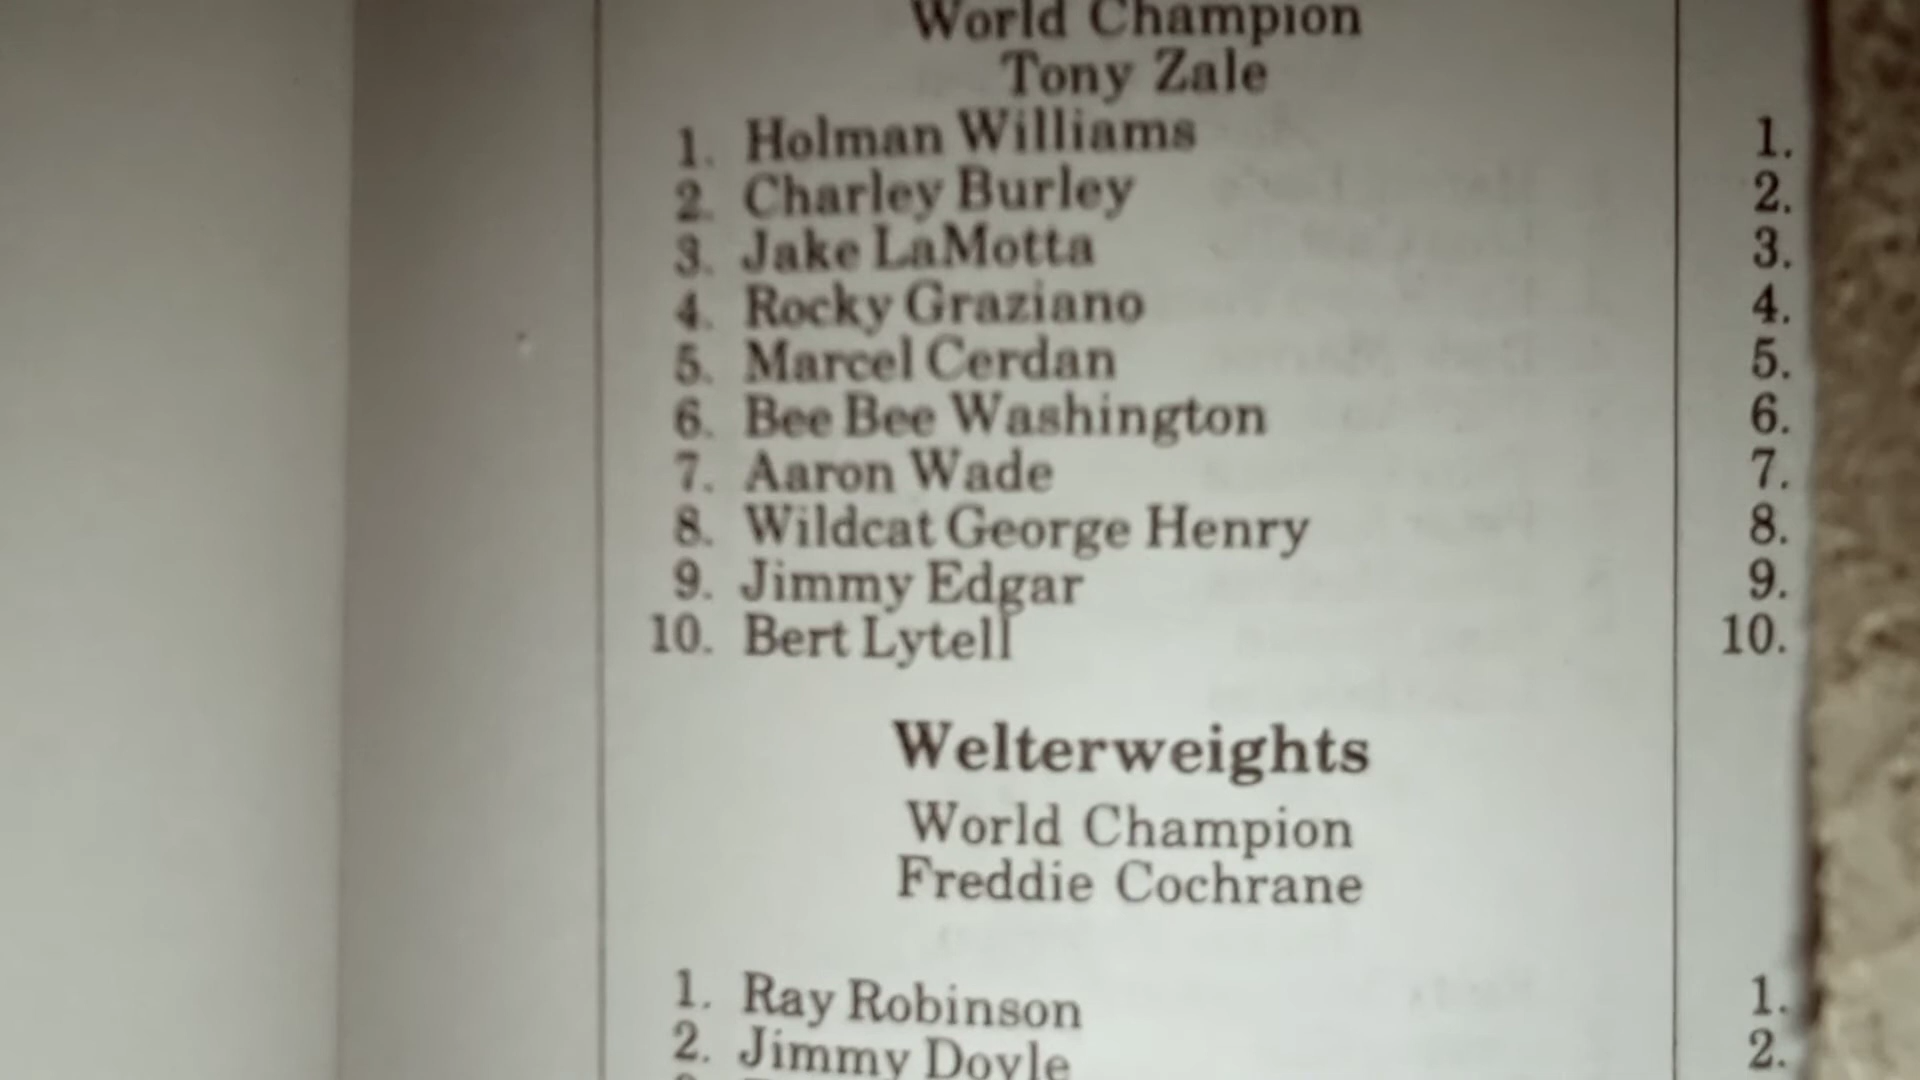 World Champion
Tony Zale
1. Holman Williams
2. Charley Burley
3. Jake LaMotta
4. Rocky Graziano
5. Marcel Cerdan
6. Bee Bee Washington
7. Aaron Wade
8. Wildcat George Henry
9. Jimmy Edgar
10. Bert Lytell
Welterweights
World Champion
Freddie Cochrane
1. Ray Robinson
2. Jimmy Doyle
1.
2.
3.
4.
5.
6.
7.
8.
9.
10.
1.
2.